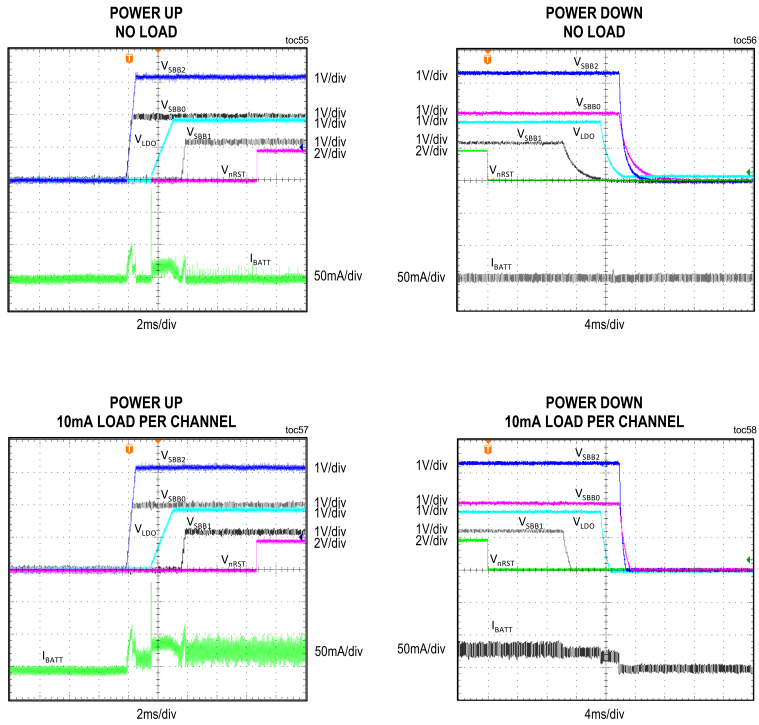 POWER UP
NO LOAD
toc55
T
VSBB2
1V/div
VSBB0
1V/div
1V/div
VLDO
VSBB1
1V/div
2V/div
VnRST
IBATT
50mA/div
2ms/div
POWER DOWN
NO LOAD
toc56
T
VSBB2
1V/div
VSBB0
1V/div
1V/div
VSBB1
VLDO
1V/div
2V/div
VnRST
IBATT
50mA/div
4ms/div
POWER UP
10mA LOAD PER CHANNEL
toc57
T
VSBB2
1V/div
VSBB0
1V/div
1V/div
VLDO
VSBB1
1V/div
2V/div
VnRST
IBATT
50mA/div
2ms/div
POWER DOWN
10mA LOAD PER CHANNEL
toc58
T
VSBB2
1V/div
VSBB0
1V/div
1V/div
VSBB1
VLDO
1V/div
2V/div
VnRST
IBATT
50mA/div
4ms/div